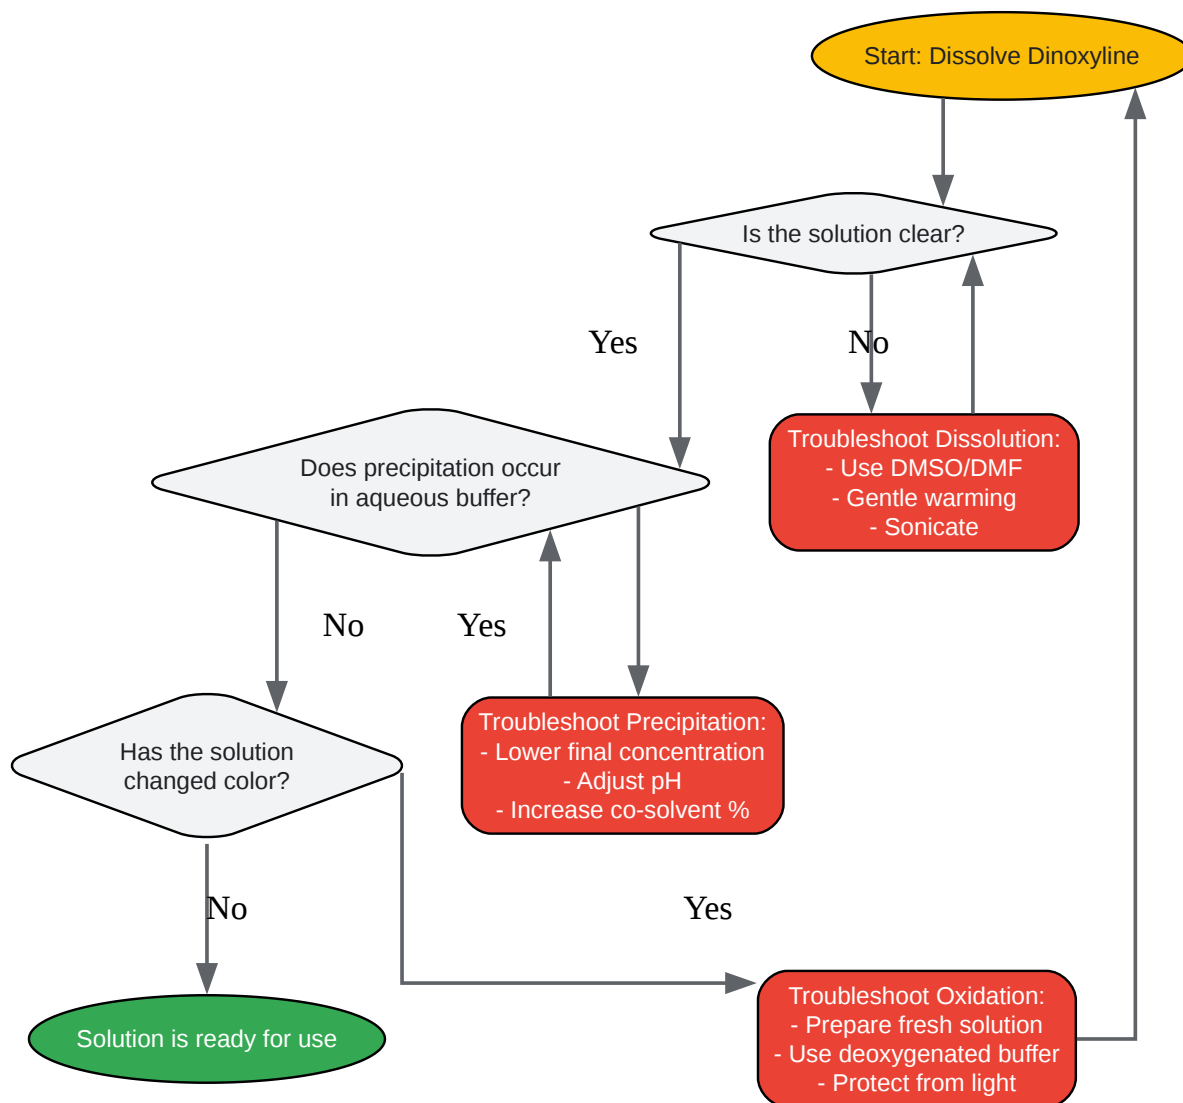 Start: Dissolve Dinoxyline
Is the solution clear?
Yes
No
Troubleshoot Dissolution:
- Use DMSO/DMF
- Gentle warming
- Sonicate
Does precipitation occur
in aqueous buffer?
No
Yes
Troubleshoot Precipitation:
- Lower final concentration
- Adjust pH
- Increase co-solvent %
Has the solution
changed color?
No
Yes
Troubleshoot Oxidation:
- Prepare fresh solution
- Use deoxygenated buffer
- Protect from light
Solution is ready for use